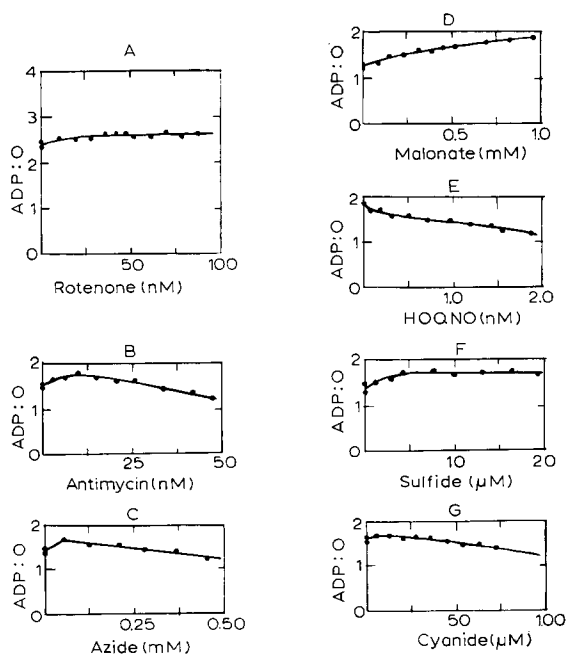 A
4
3
2
1
0
ADP:O
50
100
Rotenone (nM)
B
2
1
0
ADP:O
25
50
Antimycin (nM)
C
2
1
0
ADP:O
0.25
0.50
Azide (mM)
D
2
1
0
ADP:O
0.5
1.0
Malonate (mM)
E
2
1
0
ADP:O
1.0
2.0
HOQNO (nM)
F
2
1
0
ADP:O
10
20
Sulfide (µM)
G
2
1
0
ADP:O
50
100
Cyanide (µM)